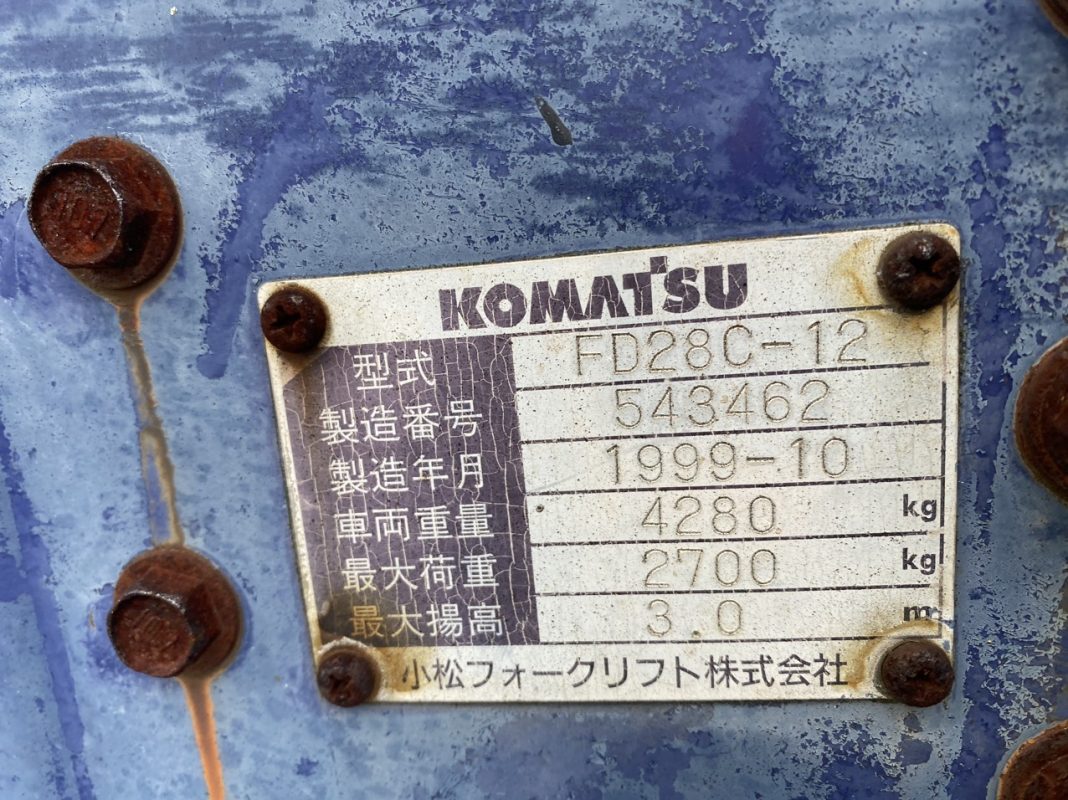 KOMATSU
型式 FD28C-12
製造番号 543462
製造年月 1999-10
車両重量 4280 kg
最大荷重 2700 kg
最大揚高 3.0 m
小松フォークリフト株式会社